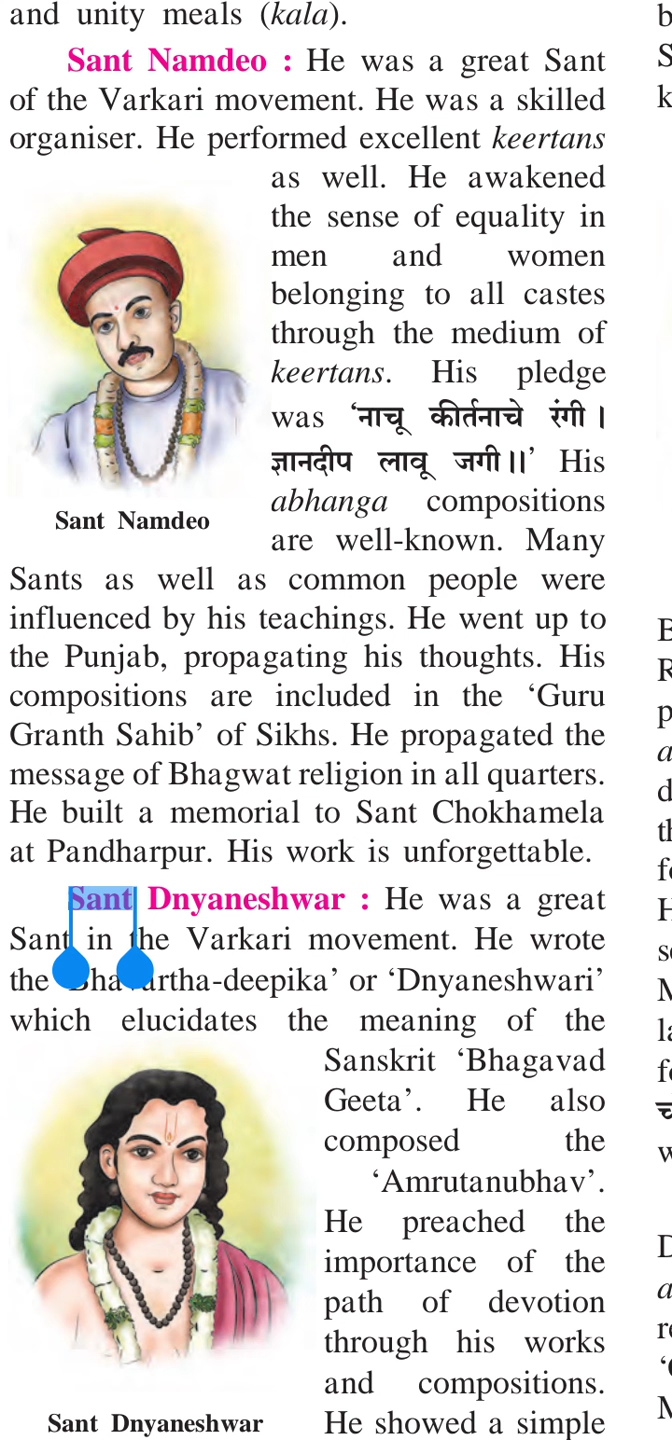 and unity meals (kala).
Sant Namdeo : He was a great Sant
of the Varkari movement. He was a skilled
organiser. He performed excellent keertans
as well. He awakened
the sense of equality in
men and women
belonging to all castes
through the medium of
keertans. His pledge
was ‘नाचू कीर्तनाचे रंगी ।
ज्ञानदीप लावू जगी ।।’ His
abhanga compositions
are well-known. Many
Sant Namdeo
Sants as well as common people were
influenced by his teachings. He went up to
the Punjab, propagating his thoughts. His
compositions are included in the ‘Guru
Granth Sahib’ of Sikhs. He propagated the
message of Bhagwat religion in all quarters.
He built a memorial to Sant Chokhamela
at Pandharpur. His work is unforgettable.
Sant Dnyaneshwar : He was a great
Sant in the Varkari movement. He wrote
the ‘Bhavartha-deepika’ or ‘Dnyaneshwari’
which elucidates the meaning of the
Sanskrit ‘Bhagavad
Geeta’. He also
composed the
‘Amrutanubhav’.
He preached the
importance of the
path of devotion
through his works
and compositions.
He showed a simple
Sant Dnyaneshwar